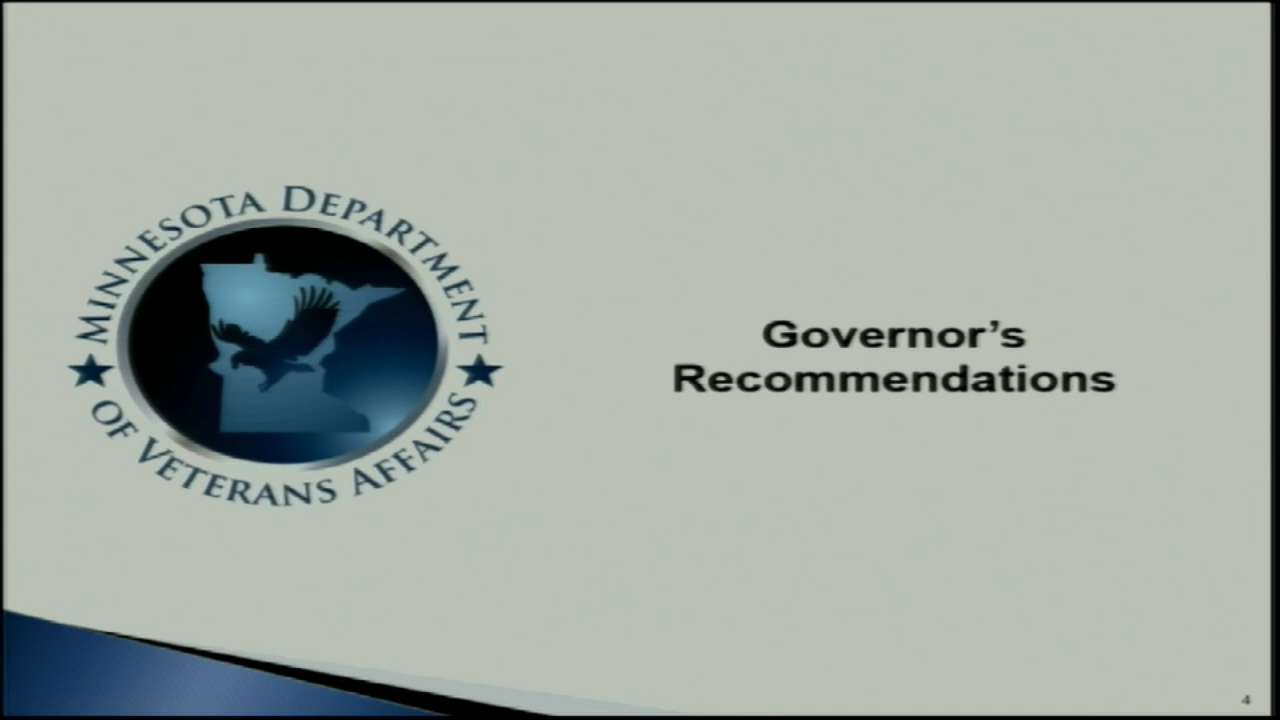 MINNESOTA DEPARTMENT
OF VETERANS AFFAIRS
Governor's
Recommendations
4